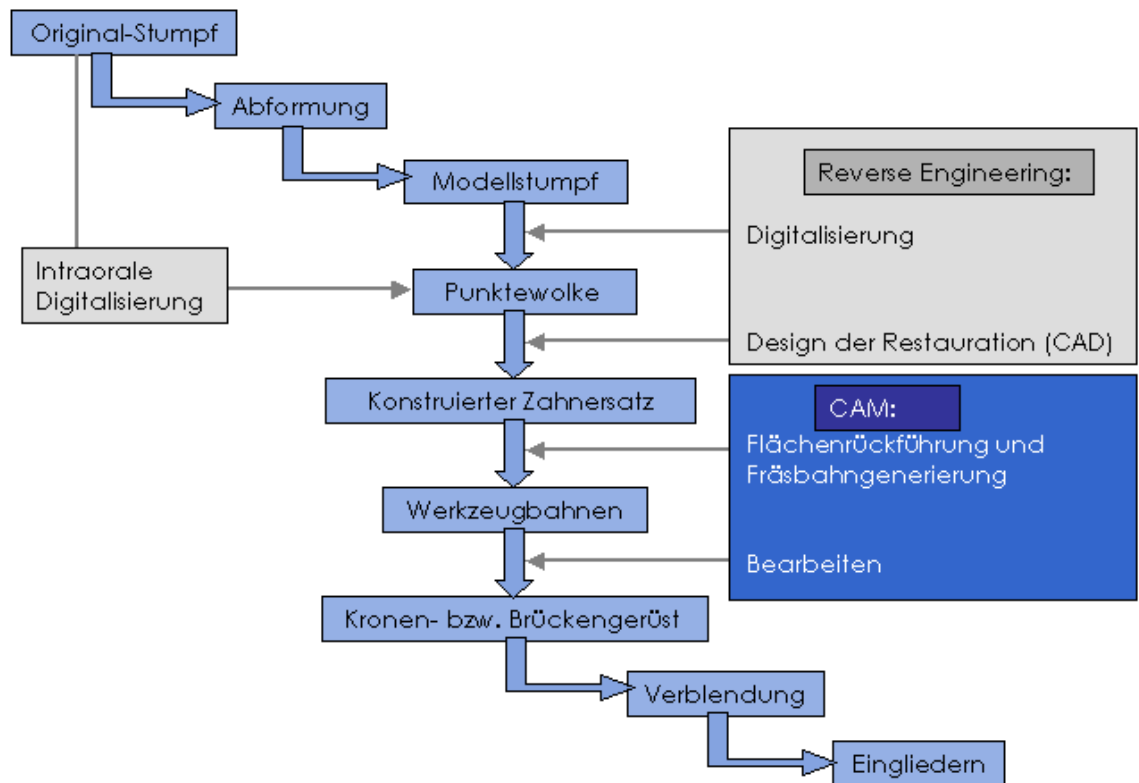 Original-Stumpf
Abformung
Modellstumpf
Reverse Engineering:
Digitalisierung
Intraorale
Digitalisierung
Punktewolke
Design der Restauration (CAD)
Konstruierter Zahnersatz
CAM:
Flächenrückführung und
Fräsbahngenerierung
Werkzeugbahnen
Bearbeiten
Kronen- bzw. Brückengerüst
Verblendung
Eingliedern